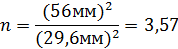 n = (56мм)² / (29,6мм)² = 3,57